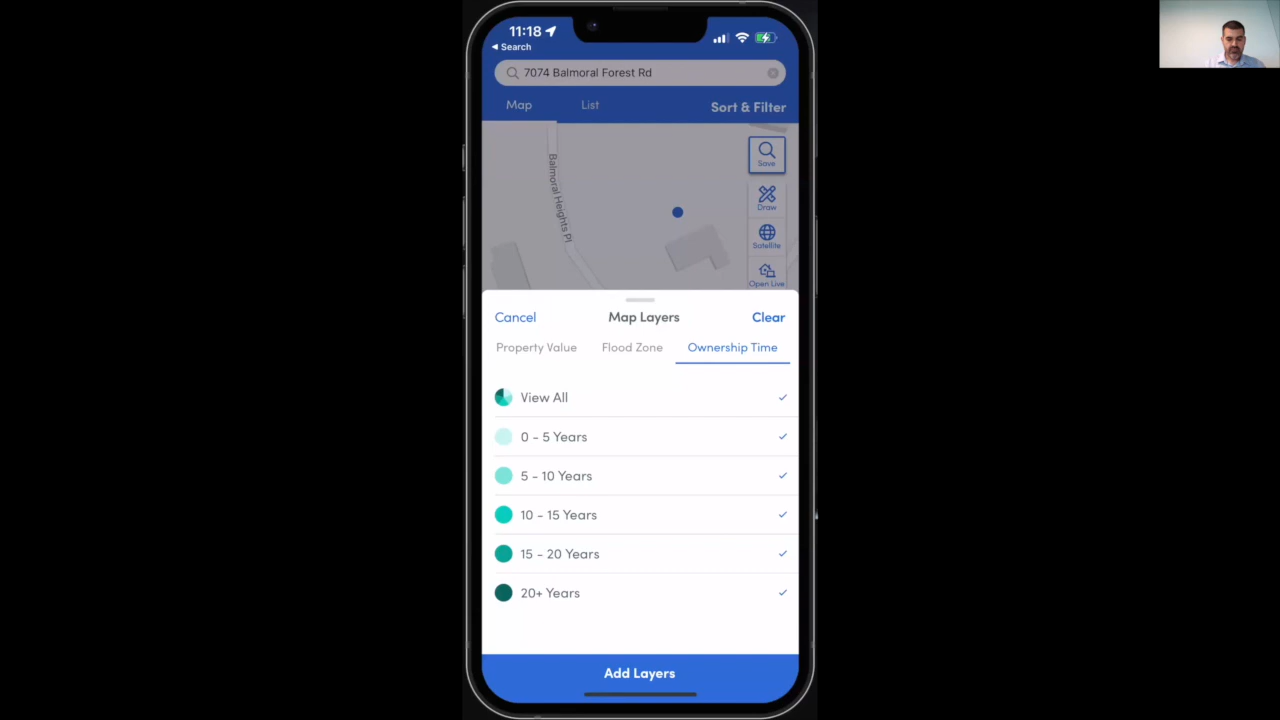 11:18
Search
7074 Balmoral Forest Rd
Map List Sort & Filter
Save
Draw
Satellite
Open Live
Balmoral Heights Pl
Cancel Map Layers Clear
Property Value Flood Zone Ownership Time
View All
0 - 5 Years
5 - 10 Years
10 - 15 Years
15 - 20 Years
20+ Years
Add Layers